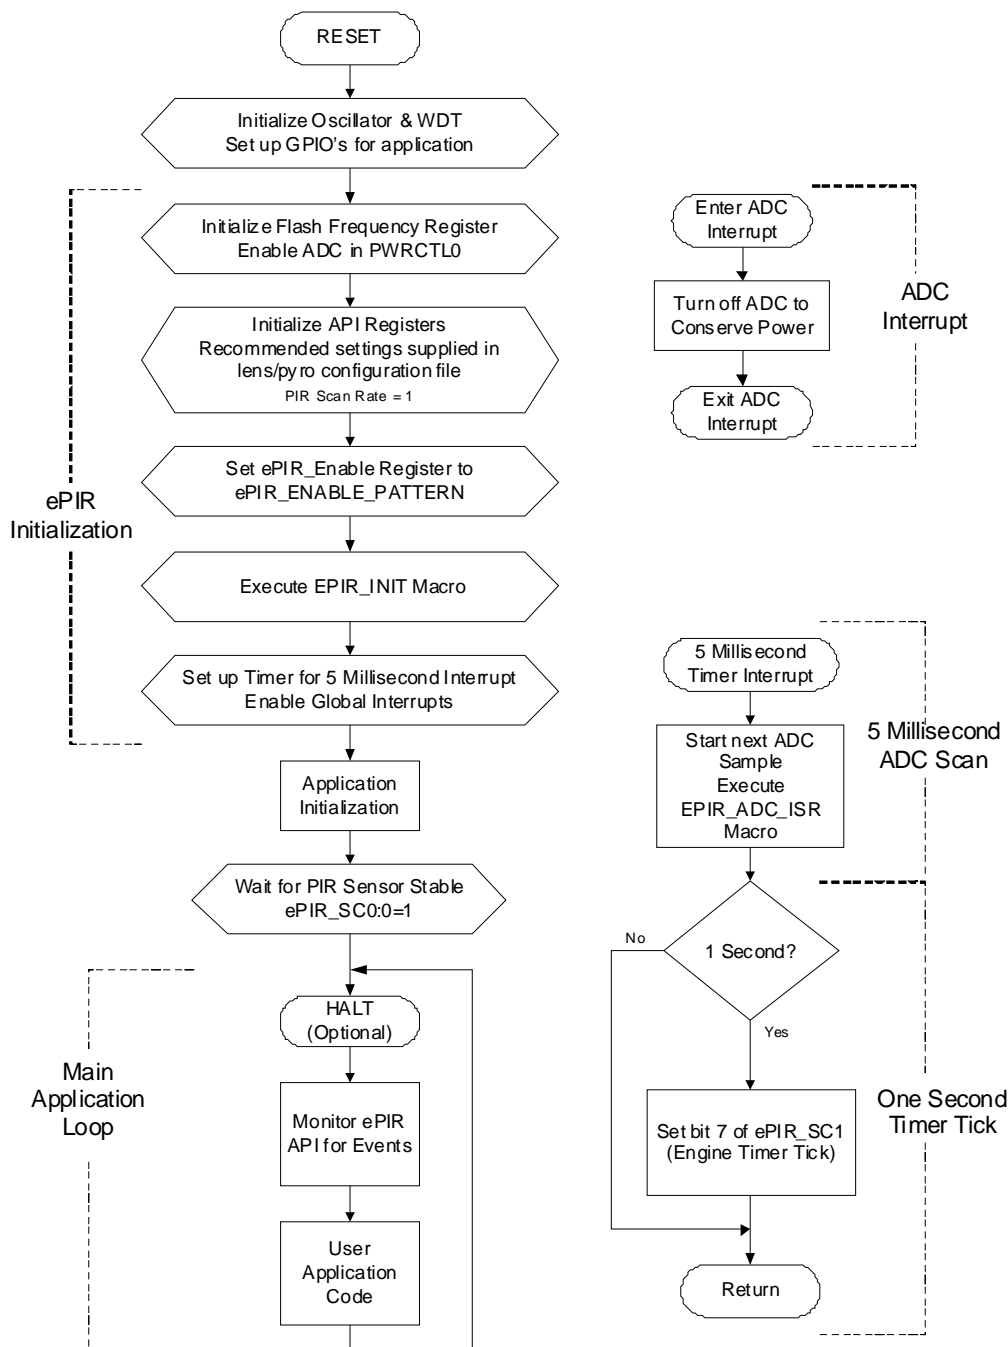 RESET
Initialize Oscillator & WDT
Set up GPIO's for application
Initialize Flash Frequency Register
Enable ADC in PWRCTL0
Initialize API Registers
Recommended settings supplied in
lens/pyro configuration file
PIR Scan Rate = 1
Set ePIR_Enable Register to
ePIR_ENABLE_PATTERN
ePIR
Initialization
Execute EPIR_INIT Macro
Set up Timer for 5 Millisecond Interrupt
Enable Global Interrupts
Application
Initialization
Wait for PIR Sensor Stable
ePIR_SC0:0=1
HALT
(Optional)
Main
Application
Loop
Monitor ePIR
API for Events
User
Application
Code
Enter ADC
Interrupt
Turn off ADC to
Conserve Power
Exit ADC
Interrupt
ADC
Interrupt
5 Millisecond
Timer Interrupt
Start next ADC
Sample
Execute
EPIR_ADC_ISR
Macro
5 Millisecond
ADC Scan
1 Second?
No
Yes
Set bit 7 of ePIR_SC1
(Engine Timer Tick)
One Second
Timer Tick
Return